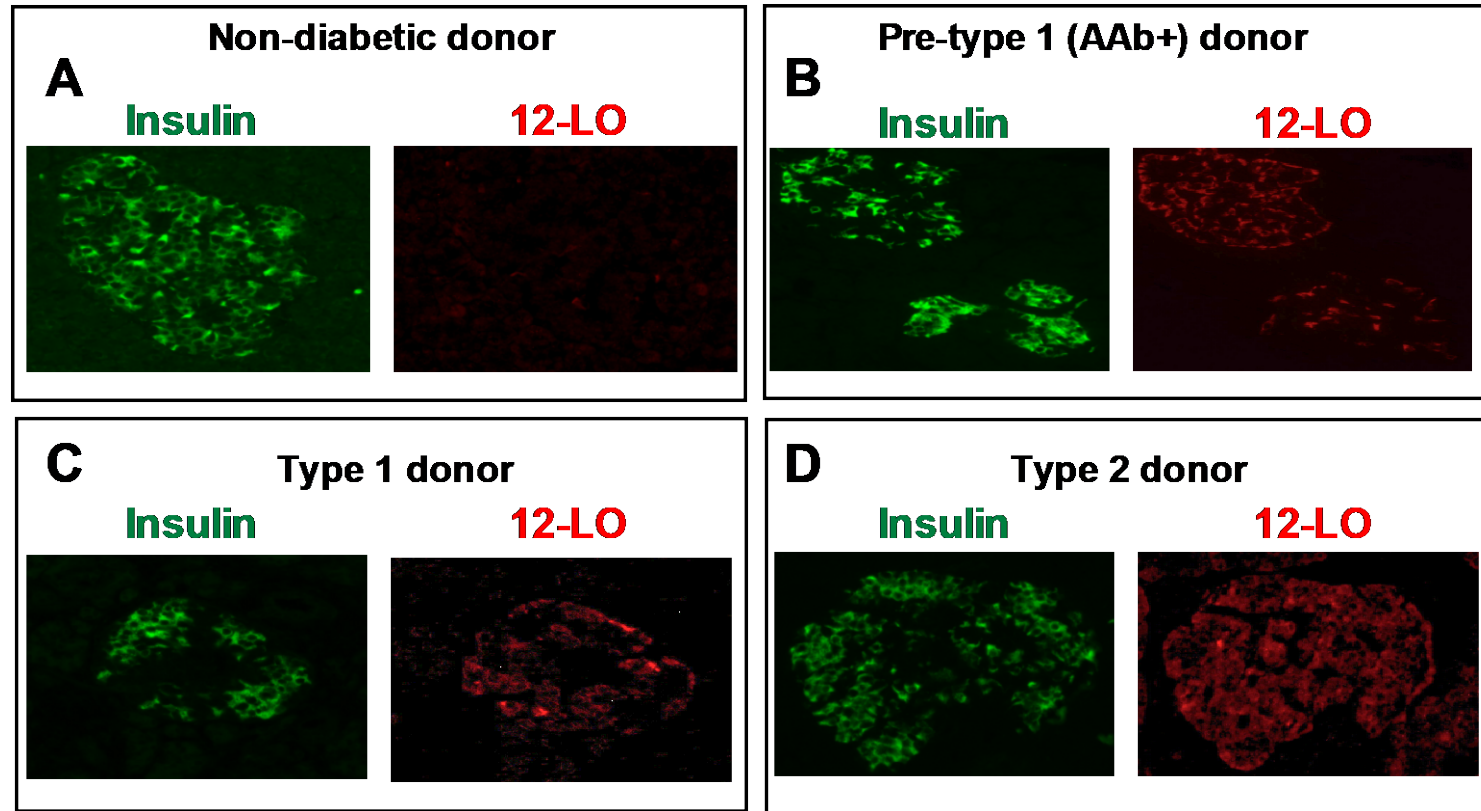 Non-diabetic donor
A
Insulin 12-LO
Pre-type 1 (AAb+) donor
B
Insulin 12-LO
C
Type 1 donor
Insulin 12-LO
D
Type 2 donor
Insulin 12-LO